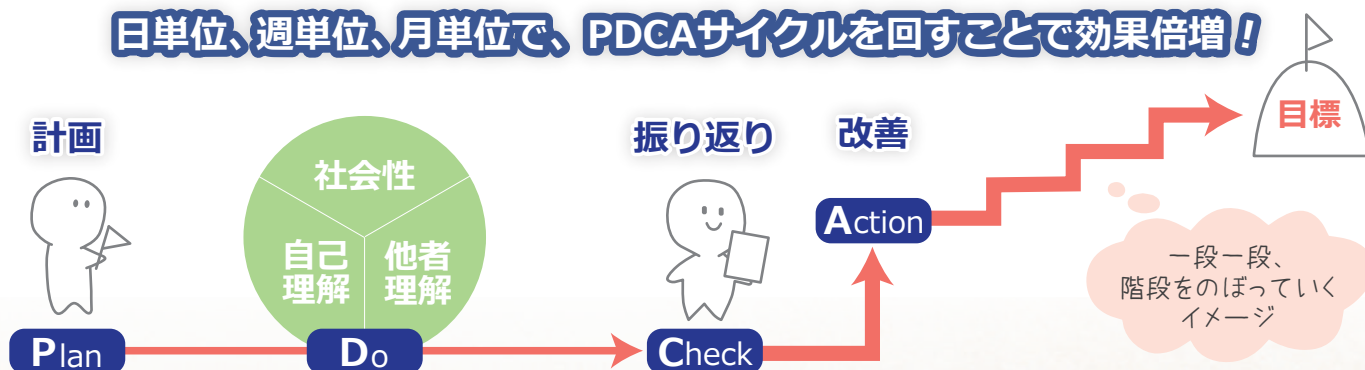 日単位、週単位、月単位で、PDCAサイクルを回すことで効果倍増！
計画
社会性
自己
理解
他者
理解
振り返り
改善
目標
Plan
Do
Check
Action
一段一段、
階段をのぼっていく
イメージ